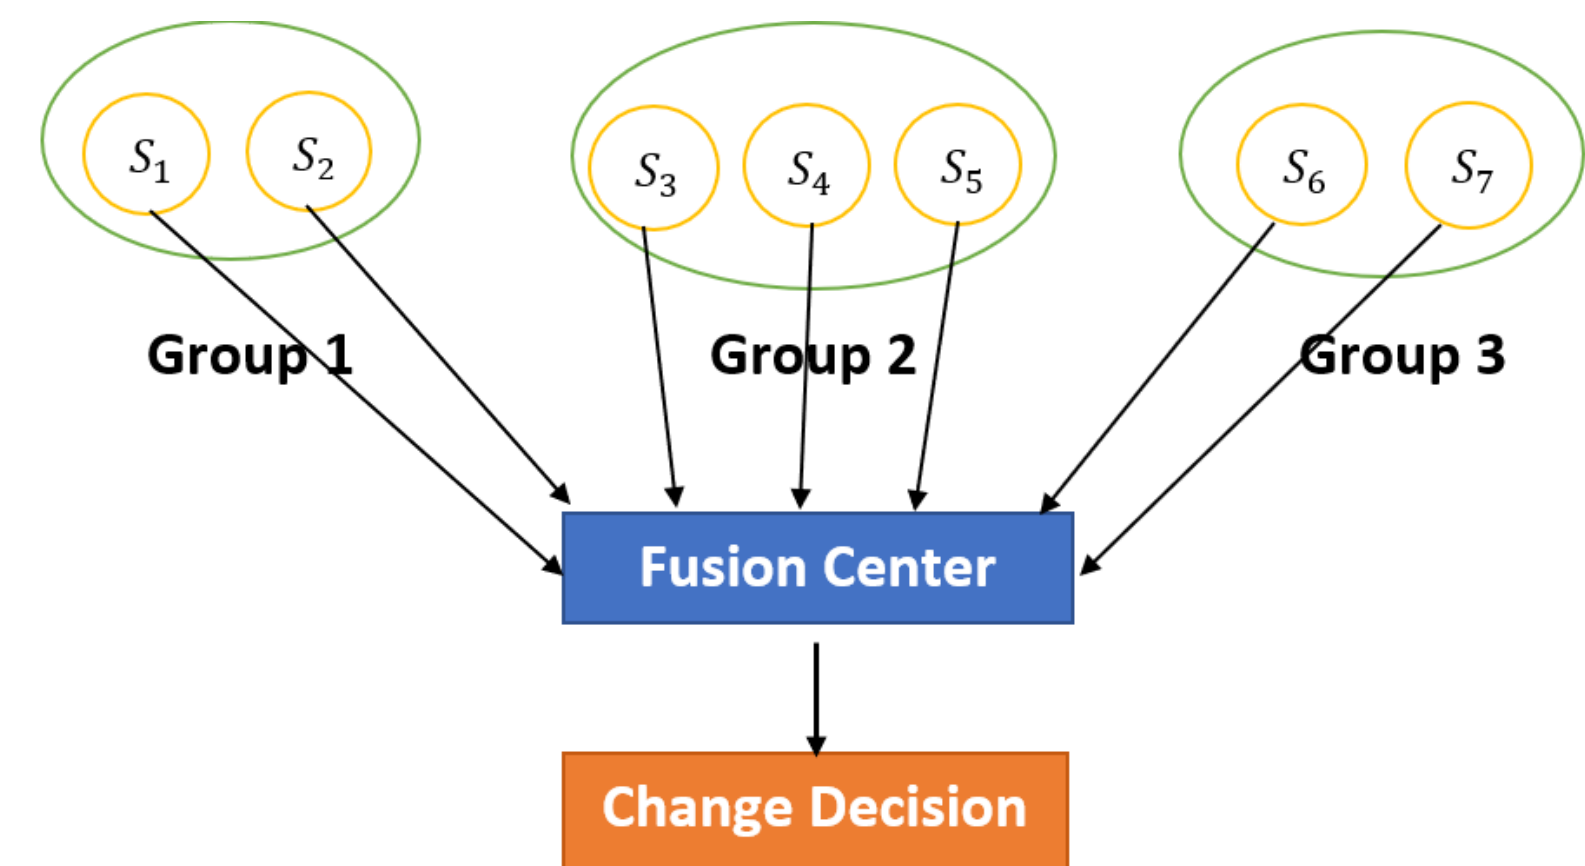 S₁ S₂ S₃ S₄ S₅ S₆ S₇
Group 1 Group 2 Group 3
Fusion Center
Change Decision